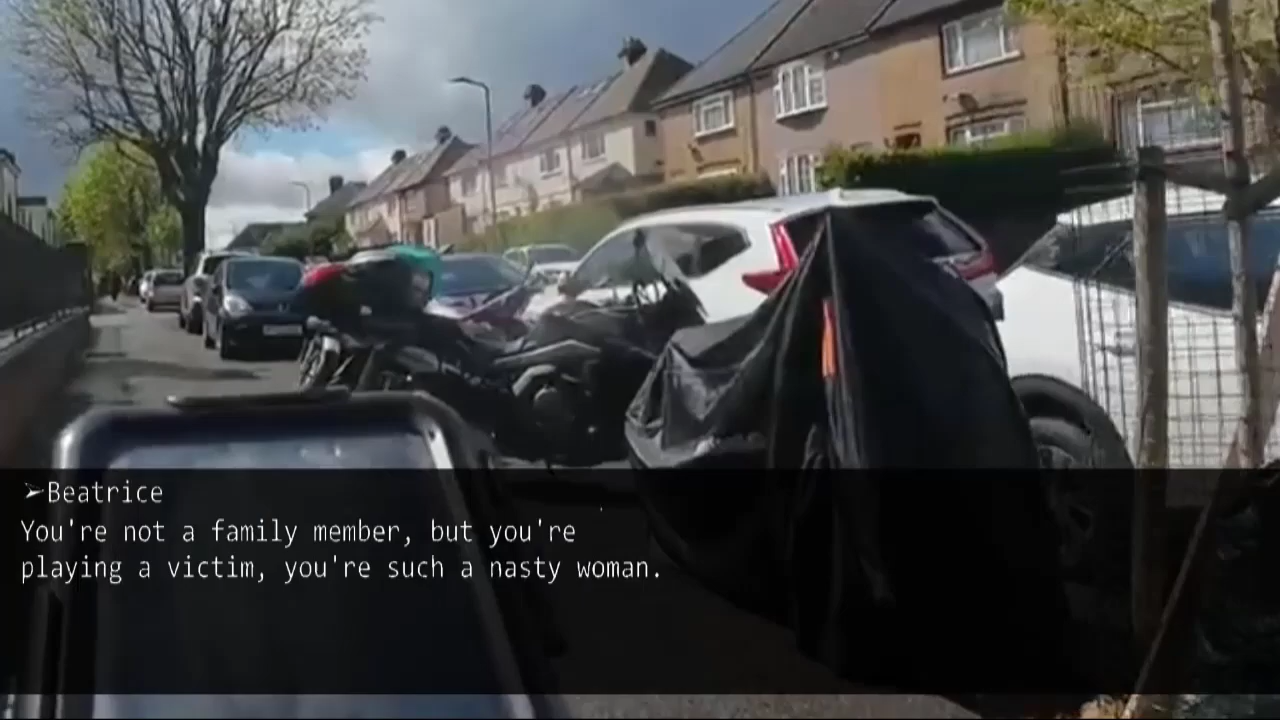 ➢Beatrice
You're not a family member, but you're
playing a victim, you're such a nasty woman.